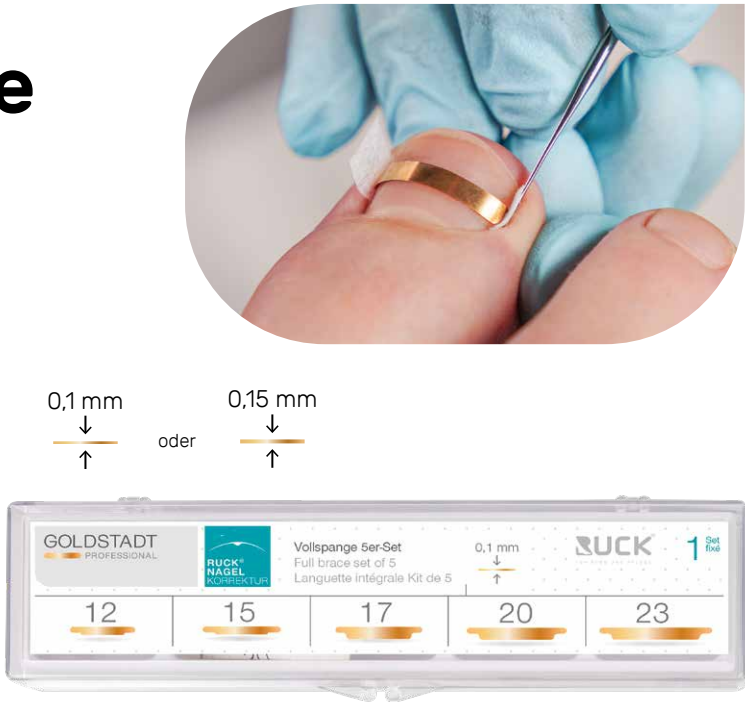 e
0,1 mm
0,15 mm
oder
GOLDSTADT
PROFESSIONAL
RUCK®
NAGEL
KORREKTUR
Vollspange 5er-Set
Full brace set of 5
Languette intégrale Kit de 5
0,1 mm
RUCK
1 Set
fixé
12 15 17 20 23